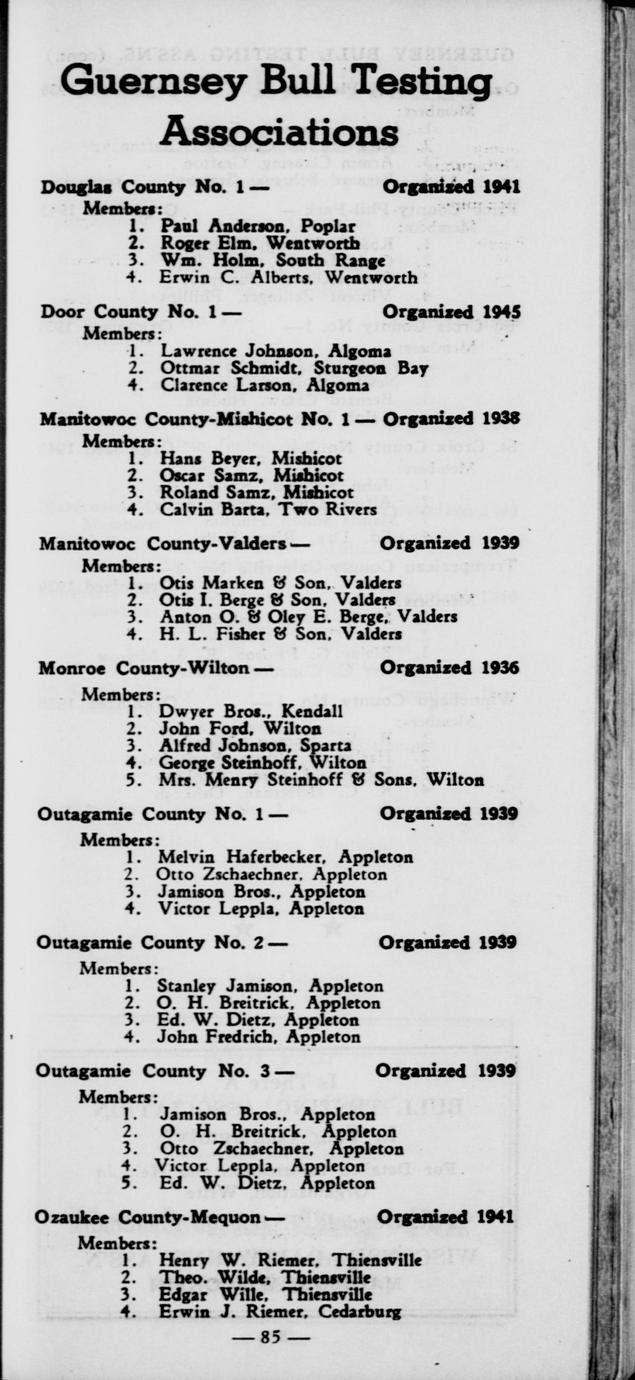 Guernsey Bull Testing
Associations
Douglas County No. 1— Organized 1941
Members:
1. Paul Anderson, Poplar
2. Roger Elm, Wentworth
3. Wm. Holm, South Range
4. Erwin C. Alberts, Wentworth
Door County No. 1— Organized 1945
Members:
1. Lawrence Johnson, Algoma
2. Ottmar Schmidt, Sturgeon Bay
4. Clarence Larson, Algoma
Manitowoc County-Mishicot No. 1— Organized 1938
Members:
1. Hans Beyer, Mishicot
2. Oscar Samz, Mishicot
3. Roland Samz, Mishicot
4. Calvin Barta, Two Rivers
Manitowoc County-Valders— Organized 1939
Members:
1. Otis Marken & Son, Valders
2. Otis I. Berge & Son, Valders
3. Anton O. & Oley E. Berge, Valders
4. H. L. Fisher & Son, Valders
Monroe County-Wilton— Organized 1936
Members:
1. Dwyer Bros., Kendall
2. John Ford, Wilton
3. Alfred Johnson, Sparta
4. George Steinhoff, Wilton
5. Mrs. Menry Steinhoff & Sons, Wilton
Outagamie County No. 1— Organized 1939
Members:
1. Melvin Haferbecker, Appleton
2. Otto Zschaechner, Appleton
3. Jamison Bros., Appleton
4. Victor Leppla, Appleton
Outagamie County No. 2— Organized 1939
Members:
1. Stanley Jamison, Appleton
2. O. H. Breitrick, Appleton
3. Ed. W. Dietz, Appleton
4. John Fredrich, Appleton
Outagamie County No. 3— Organized 1939
Members:
1. Jamison Bros., Appleton
2. O. H. Breitrick, Appleton
3. Otto Zschaechner, Appleton
4. Victor Leppla, Appleton
5. Ed. W. Dietz, Appleton
Ozaukee County-Mequon— Organized 1941
Members:
1. Henry W. Riemer, Thiensville
2. Theo. Wilde, Thiensville
3. Edgar Wille, Thiensville
4. Erwin J. Riemer, Cedarburg
— 85 —